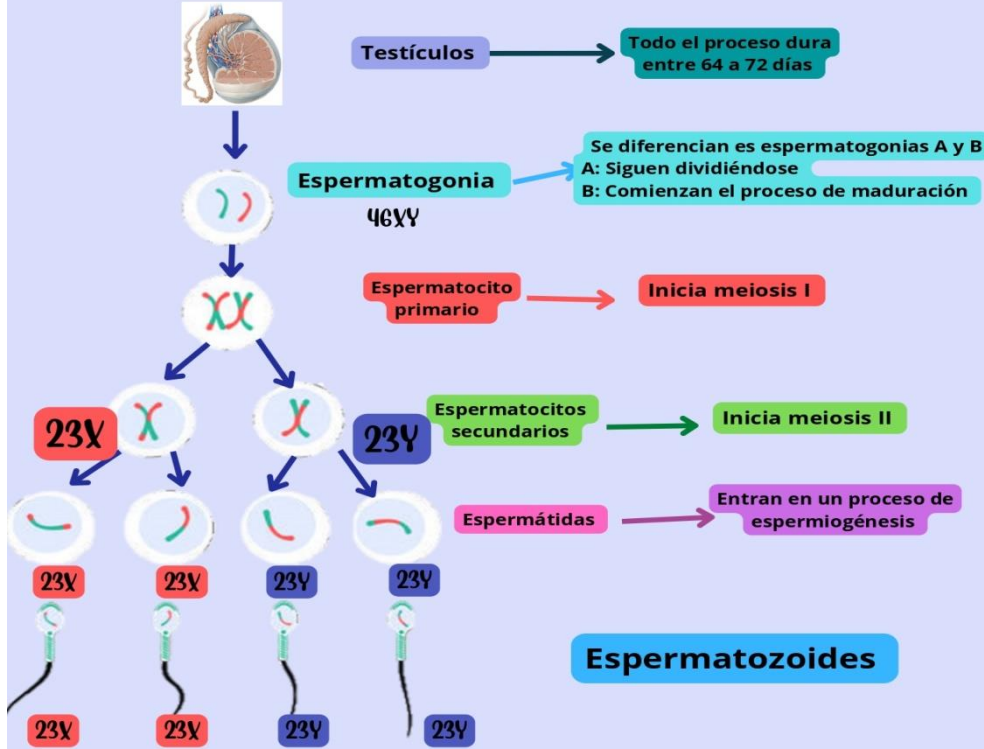 Testículos
Todo el proceso dura
entre 64 a 72 días
Se diferencian es espermatogonias A y B
A: Siguen dividiéndose
B: Comienzan el proceso de maduración
Espermatogonia
46XY
Espermatocito
primario
Inicia meiosis I
23X
23Y
Espermatocitos
secundarios
Inicia meiosis II
Espermátidas
Entran en un proceso de
espermiogénesis
23X
23X
23Y
23Y
Espermatozoides
23X
23X
23Y
23Y